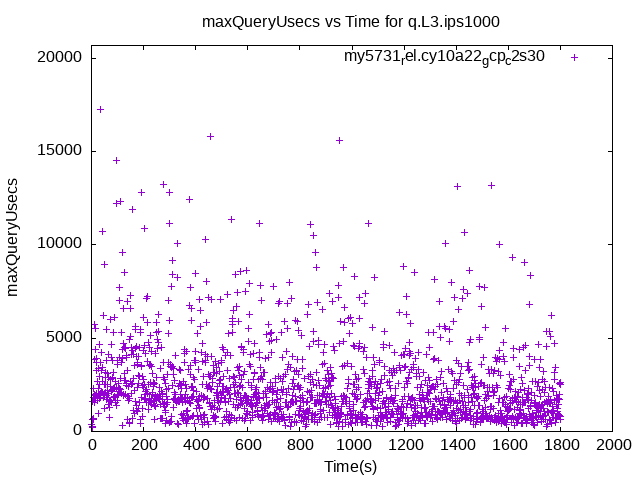 maxQueryUsecs vs Time for q.L3.ips1000
my5731rel.cy10a22gcpc2s30
20000
15000
10000
5000
0
maxQueryUsecs
0 200 400 600 800 1000 1200 1400 1600 1800 2000
Time(s)